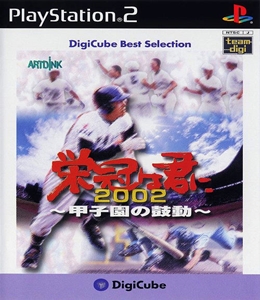 PlayStation®2
DigiCube Best Selection
NTSC J
team-
digi
ARTDINK
栄冠は君に
2002
～甲子園の鼓動～
DigiCube